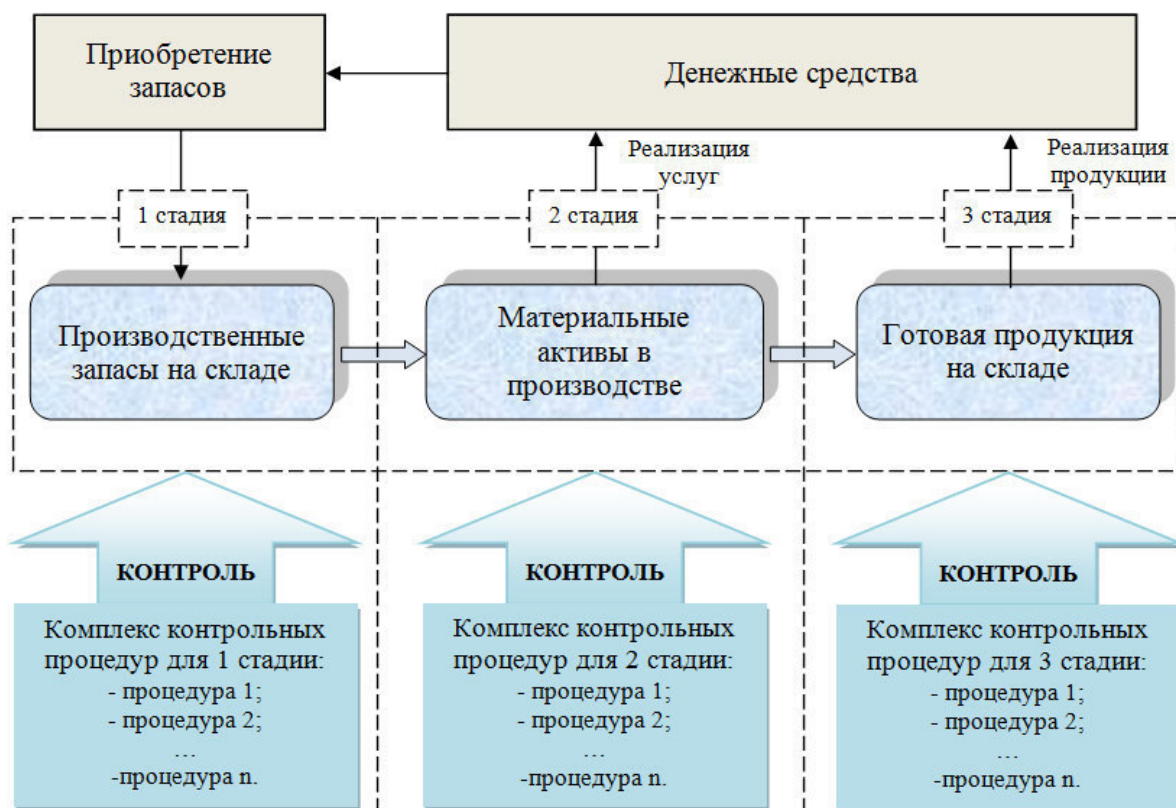 Приобретение
запасов
Денежные средства
Реализация
услуг
Реализация
продукции
1 стадия
2 стадия
3 стадия
Производственные
запасы на складе
Материальные
активы в
производстве
Готовая продукция
на складе
КОНТРОЛЬ
КОНТРОЛЬ
КОНТРОЛЬ
Комплекс контрольных
процедур для 1 стадии:
- процедура 1;
- процедура 2;
…
-процедура n.
Комплекс контрольных
процедур для 2 стадии:
- процедура 1;
- процедура 2;
…
-процедура n.
Комплекс контрольных
процедур для 3 стадии:
- процедура 1;
- процедура 2;
…
-процедура n.